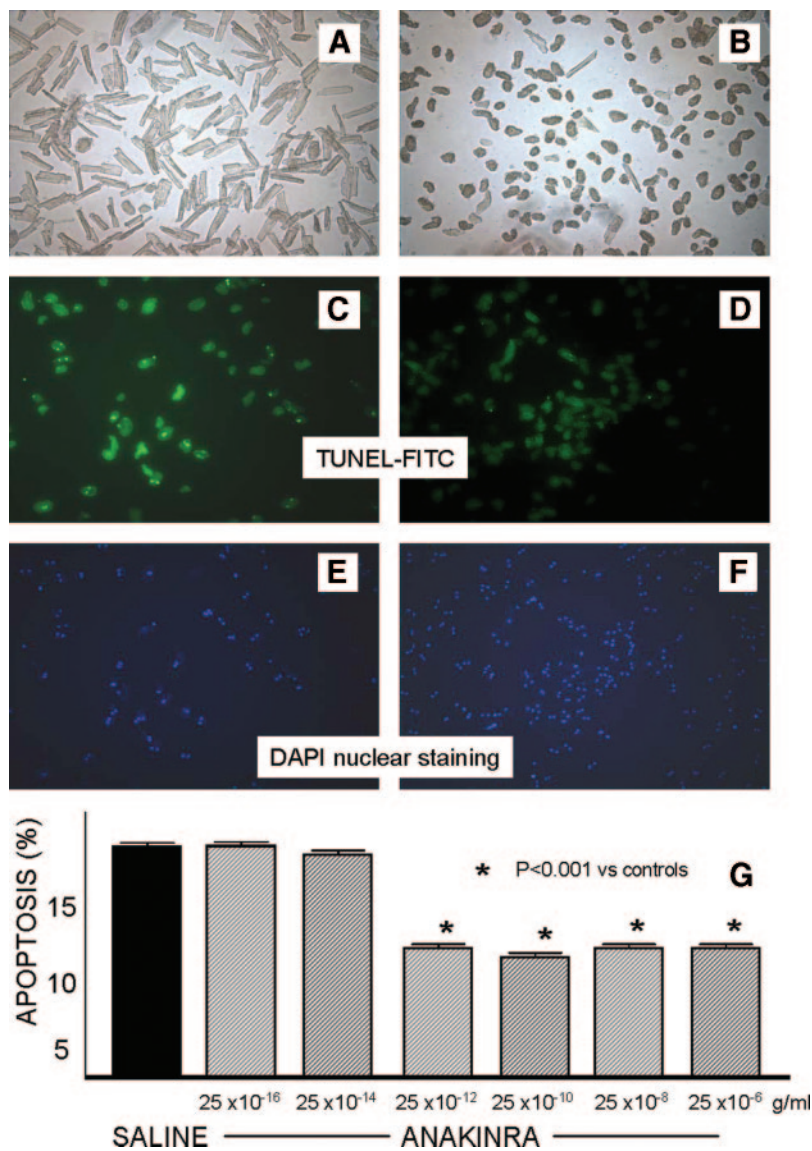 A
B
C
D
TUNEL-FITC
E
F
DAPI nuclear staining
APOPTOSIS (%)
15
10
5
* P<0.001 vs controls
G
* * * *
25 x10⁻¹⁶ 25 x10⁻¹⁴ 25 x10⁻¹² 25 x10⁻¹⁰ 25 x10⁻⁸ 25 x10⁻⁶ g/ml
SALINE ANAKINRA